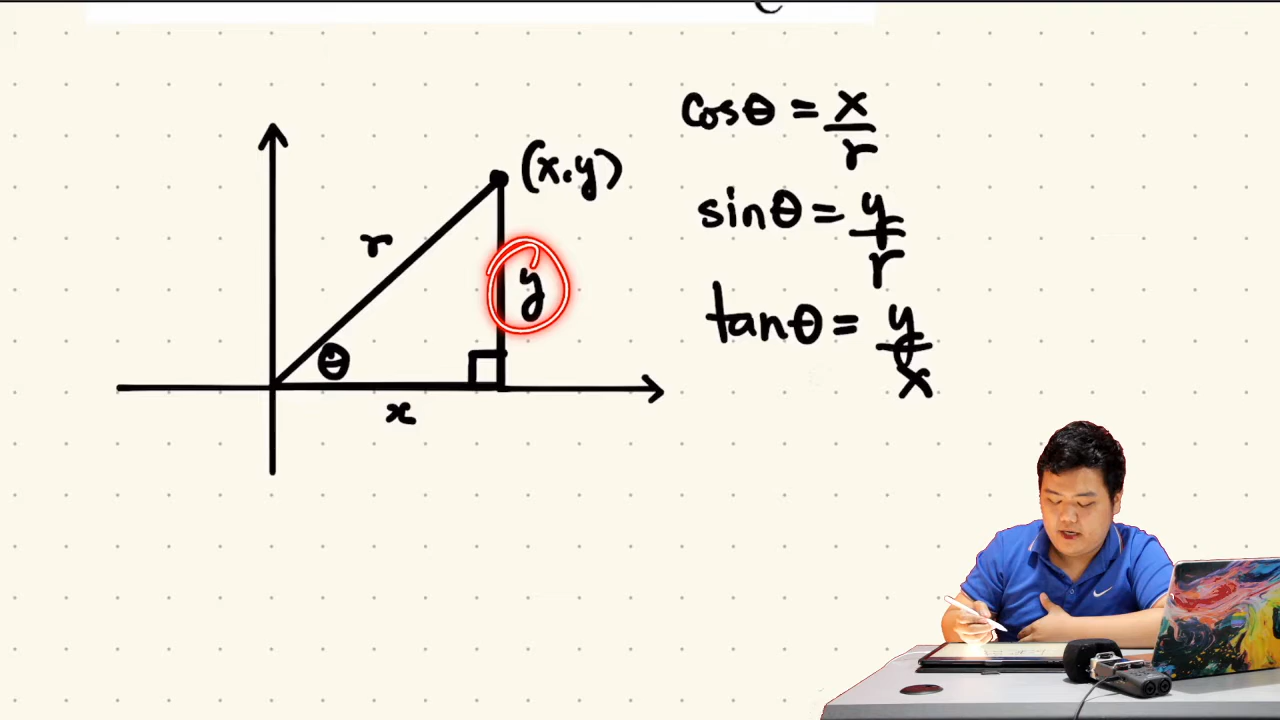 (x,y)
r
y
θ
x
cosθ = x/r
sinθ = y/r
tanθ = y/x